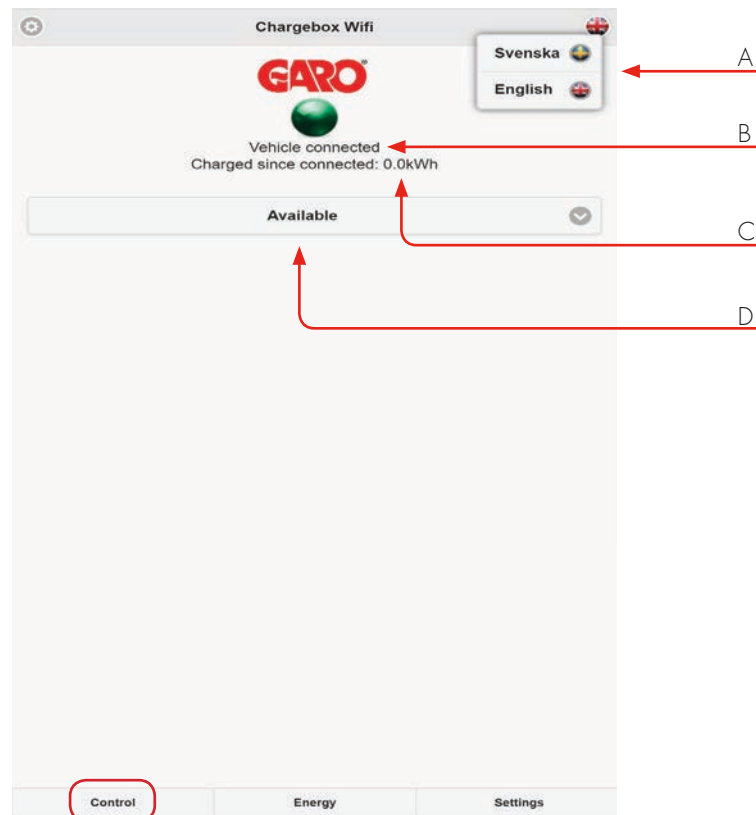 Chargebox Wifi
Svenska
English
A
GARO
Vehicle connected
B
Charged since connected: 0.0kWh
Available
C
D
Control Energy Settings